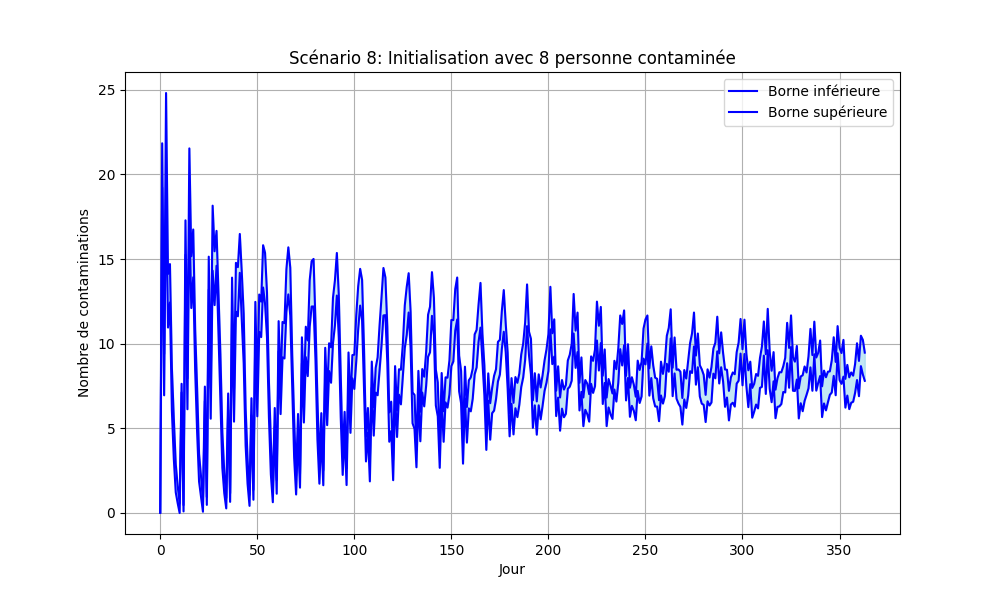 Scénario 8: Initialisation avec 8 personne contaminée
Borne inférieure
Borne supérieure
Nombre de contaminations
25
20
15
10
5
0
0 50 100 150 200 250 300 350
Jour